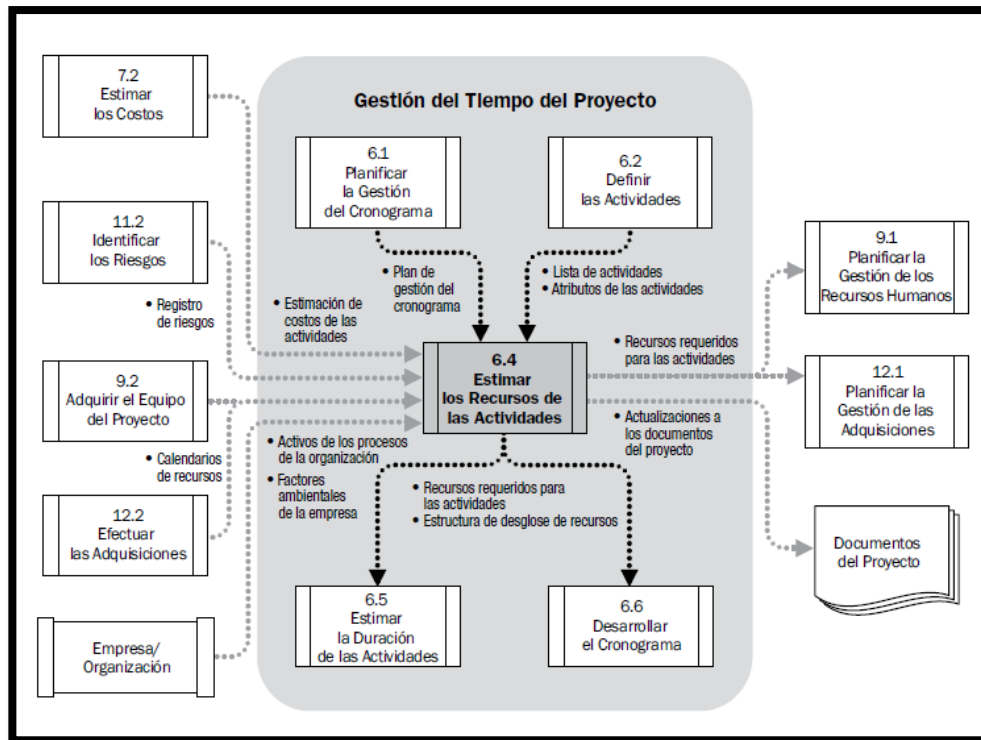 Gestión del Tiempo del Proyecto
7.2
Estimar
los Costos
6.1
Planificar
la Gestión
del Cronograma
6.2
Definir
las Actividades
11.2
Identificar
los Riesgos
9.1
Planificar la
Gestión de los
Recursos Humanos
• Registro
de riesgos
• Estimación de
costos de las
actividades
• Plan de
gestión del
cronograma
• Lista de actividades
• Atributos de las actividades
• Recursos requeridos
para las actividades
9.2
Adquirir el Equipo
del Proyecto
6.4
Estimar
los Recursos de
las Actividades
12.1
Planificar la
Gestión de las
Adquisiciones
• Calendarios
de recursos
• Activos de los procesos
de la organización
• Factores
ambientales
de la empresa
• Actualizaciones a
los documentos
del proyecto
• Recursos requeridos para
las actividades
• Estructura de desglose de recursos
12.2
Efectuar
las Adquisiciones
Documentos
del Proyecto
Empresa/
Organización
6.5
Estimar
la Duración
de las Actividades
6.6
Desarrollar
el Cronograma